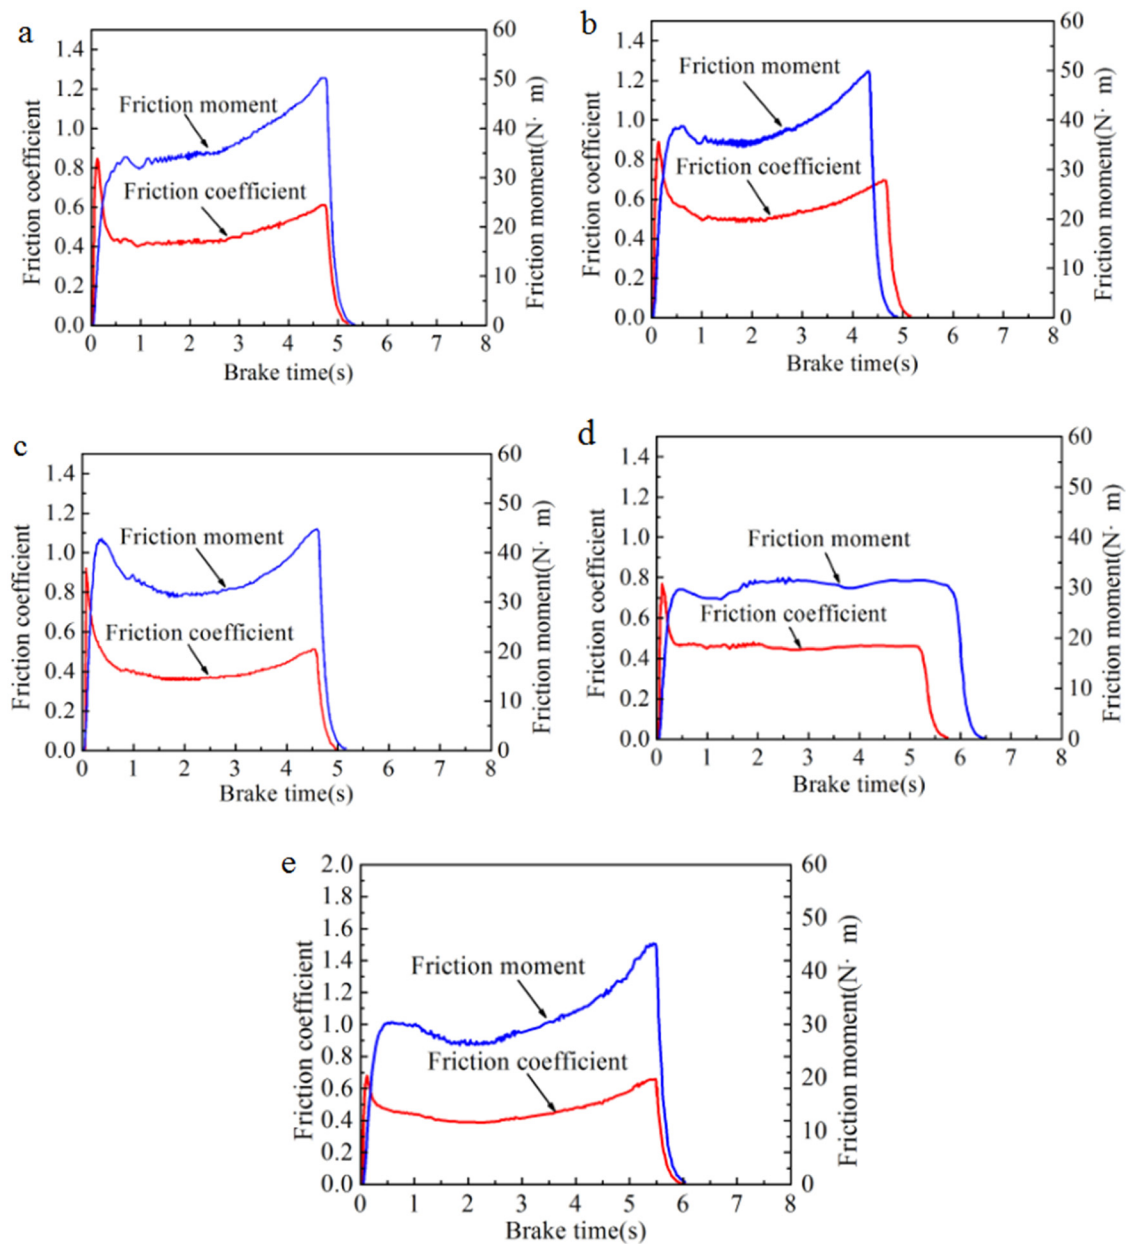 a
60
1.4
50
1.2
Friction moment
1.0
40
0.8
30
Friction coefficient
0.6
20
0.4
10
0.2
0.0
0
0 1 2 3 4 5 6 7 8
Brake time(s)
Friction coefficient
Friction moment(N· m)
b
60
1.4
50
Friction moment
1.2
1.0
40
0.8
30
Friction coefficient
0.6
20
0.4
10
0.2
0.0
0
0 1 2 3 4 5 6 7 8
Brake time(s)
Friction coefficient
Friction moment(N· m)
c
60
1.4
50
1.2
Friction moment
1.0
40
0.8
30
Friction coefficient
0.6
20
0.4
10
0.2
0.0
0
0 1 2 3 4 5 6 7 8
Brake time(s)
Friction coefficient
Friction moment(N· m)
d
60
1.4
50
1.2
Friction moment
1.0
40
0.8
30
Friction coefficient
0.6
20
0.4
10
0.2
0.0
0
0 1 2 3 4 5 6 7 8
Brake time(s)
Friction coefficient
Friction moment(N· m)
e
2.0
60
1.8
50
1.6
Friction moment
1.4
40
1.2
1.0
30
0.8
Friction coefficient
20
0.6
0.4
10
0.2
0.0
0
0 1 2 3 4 5 6 7 8
Brake time(s)
Friction coefficient
Friction moment(N· m)